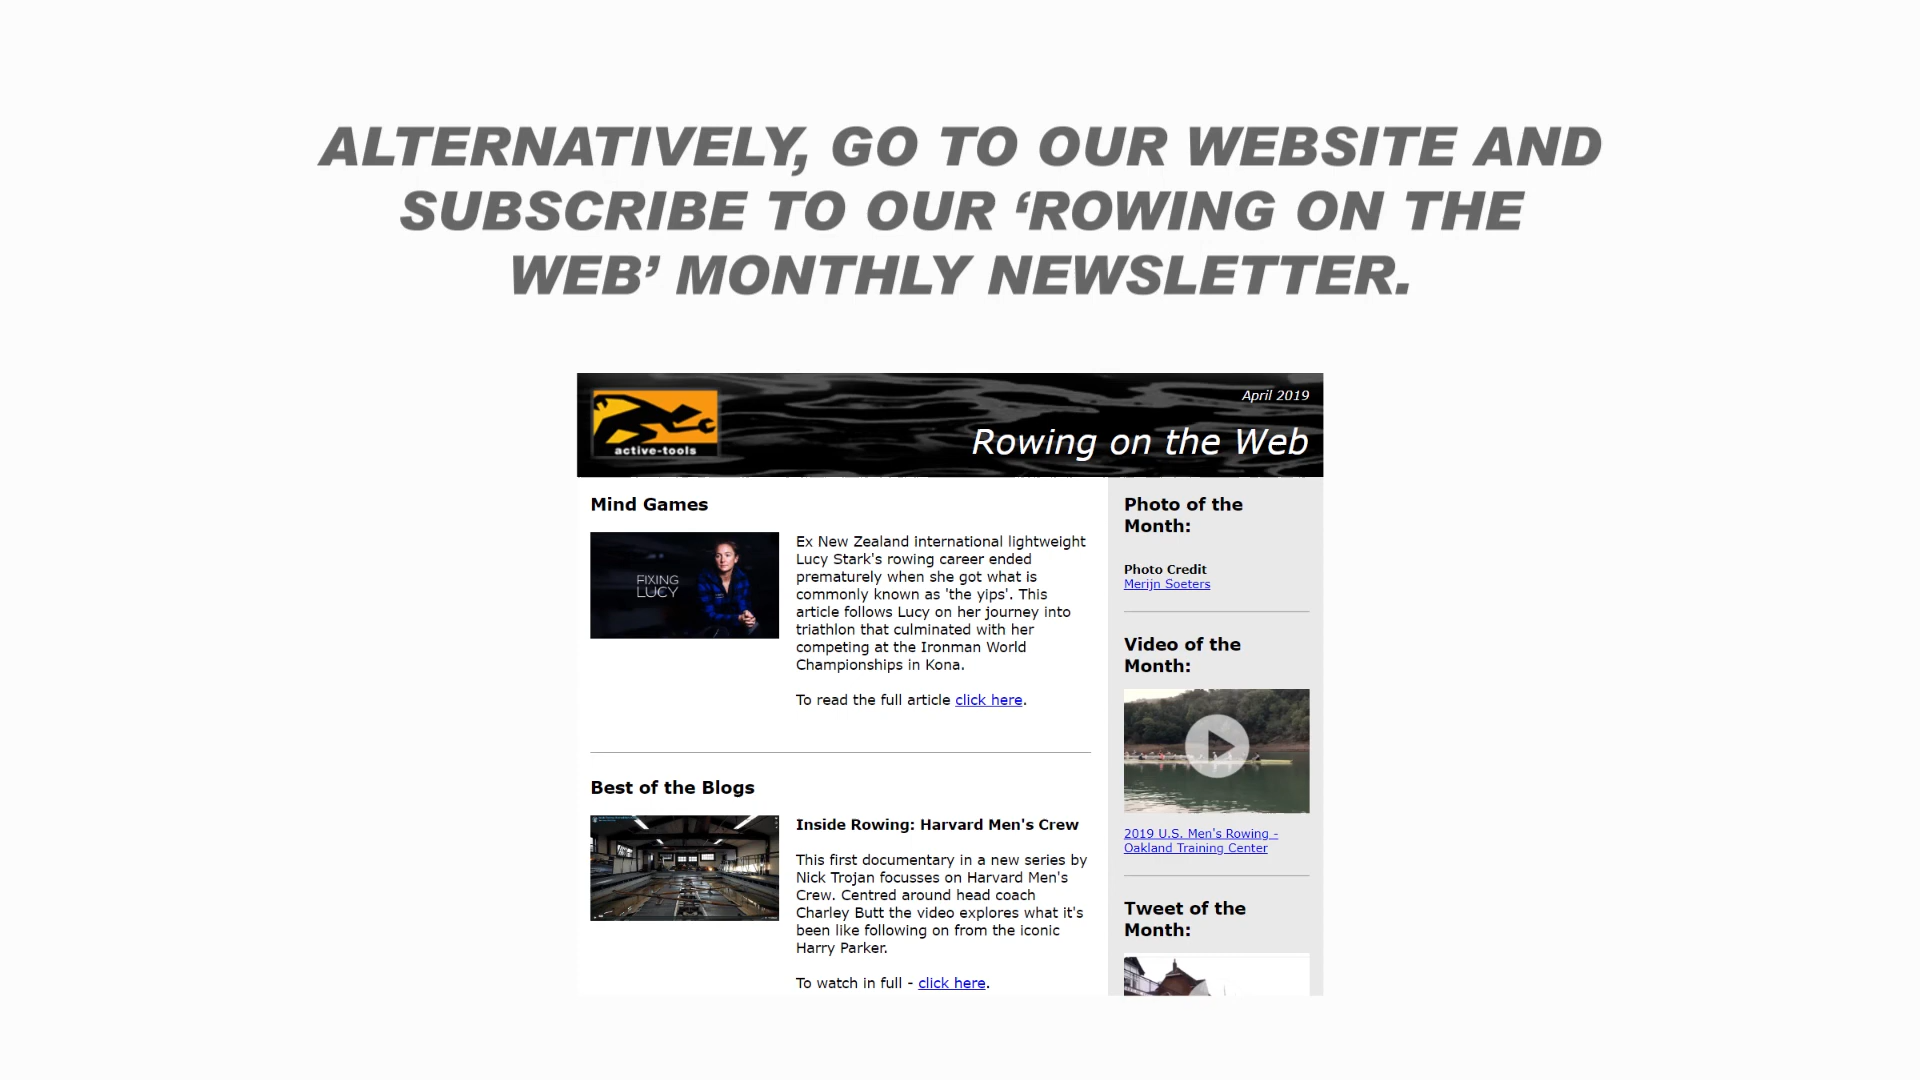 ALTERNATIVELY, GO TO OUR WEBSITE AND
SUBSCRIBE TO OUR ‘ROWING ON THE
WEB’ MONTHLY NEWSLETTER.
active-tools
April 2019
Rowing on the Web
Mind Games
FIXING
LUCY
Ex New Zealand international lightweight
Lucy Stark's rowing career ended
prematurely when she got what is
commonly known as 'the yips'. This
article follows Lucy on her journey into
triathlon that culminated with her
competing at the Ironman World
Championships in Kona.
To read the full article click here.
Best of the Blogs
Inside Rowing: Harvard Men's Crew
This first documentary in a new series by
Nick Trojan focusses on Harvard Men's
Crew. Centred around head coach
Charley Butt the video explores what it's
been like following on from the iconic
Harry Parker.
To watch in full - click here.
Photo of the
Month:
Photo Credit
Merijn Soeters
Video of the
Month:
2019 U.S. Men's Rowing -
Oakland Training Center
Tweet of the
Month: